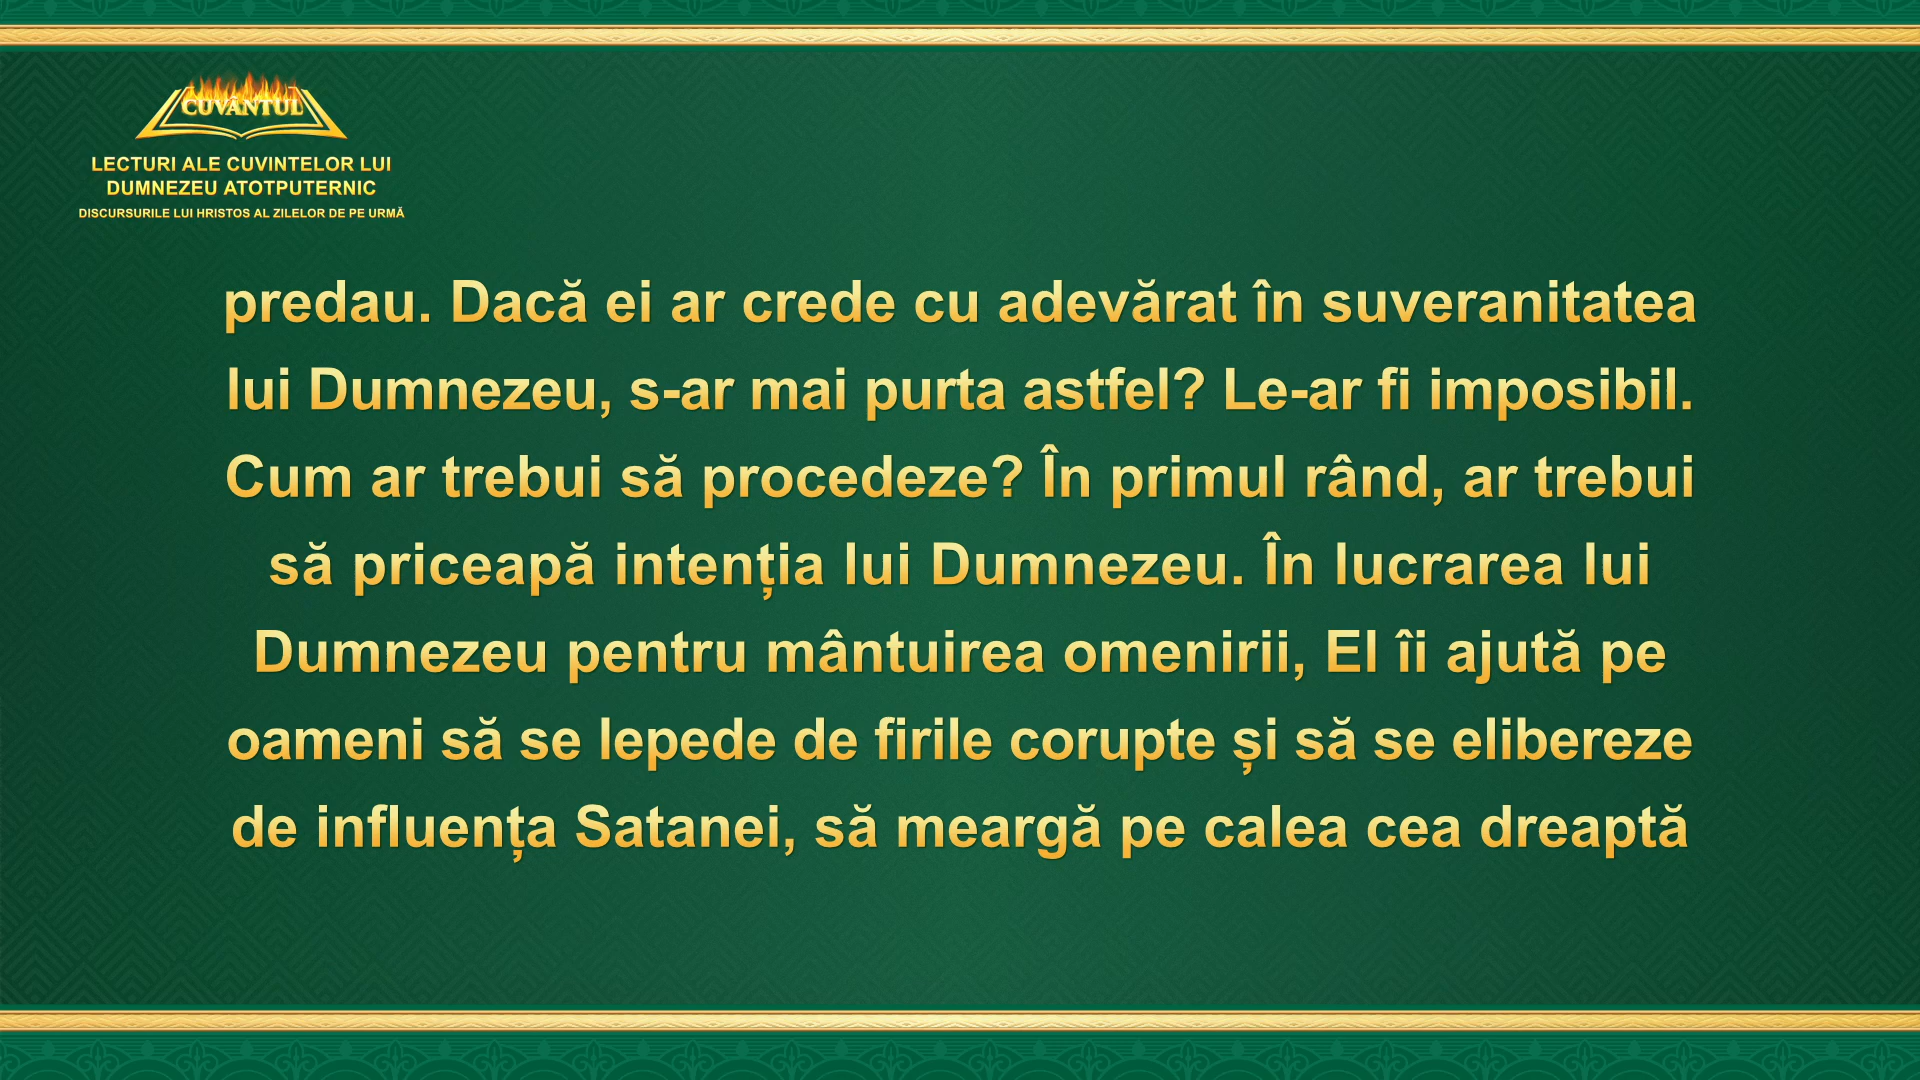 CUVÂNTUL
LECTURI ALE CUVINTELOR LUI
DUMNEZEU ATOTPUTERNIC
DISCURSURILE LUI HRISTOS AL ZILELOR DE PE URMĂ
predau. Dacă ei ar crede cu adevărat în suveranitatea
lui Dumnezeu, s-ar mai purta astfel? Le-ar fi imposibil.
Cum ar trebui să procedeze? În primul rând, ar trebui
să priceapă intenția lui Dumnezeu. În lucrarea lui
Dumnezeu pentru mântuirea omenirii, El îi ajută pe
oameni să se lepede de firile corupte și să se elibereze
de influența Satanei, să meargă pe calea cea dreaptă